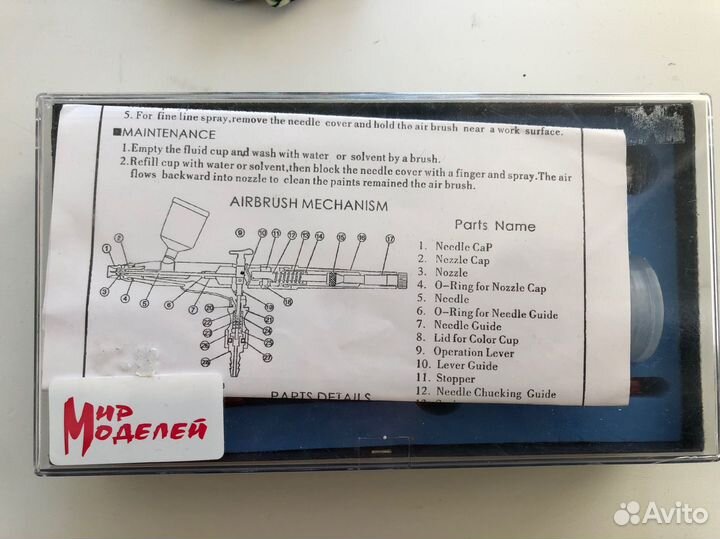 5. For fine line spray,remove the needle cover and hold the air brush near a work surface.
■MAINTENANCE
1.Empty the fluid cup and wash with water or solvent by a brush.
2.Refill cup with water or solvent,then block the needle cover with a finger and spray.The air
flows backward into nozzle to clean the paints remained the air brush.
AIRBRUSH MECHANISM
Parts Name
1. Needle CaP
2. Nezzle Cap
3. Nozzle
4. O-Ring for Nozzle Cap
5. Needle
6. O-Ring for Needle Guide
7. Needle Guide
8. Lid for Color Cup
9. Operation Lever
10. Lever Guide
11. Stopper
12. Needle Chucking Guide
PARTS DETAILS
Мир
Моделей
Avito